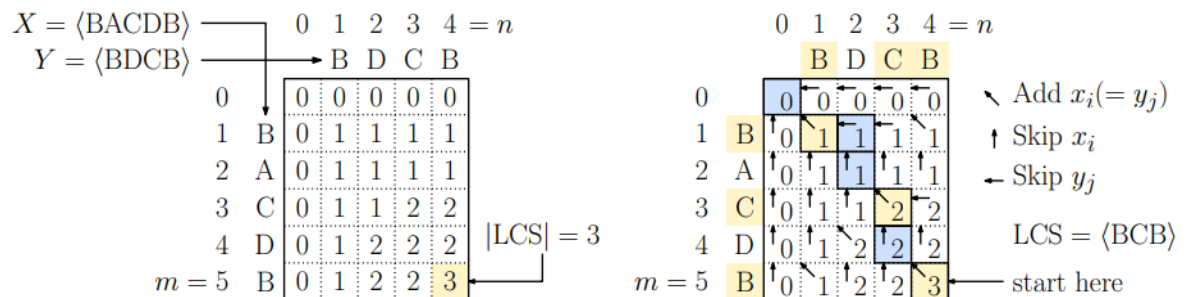 X = ⟨BACDB⟩ 0 1 2 3 4 = n
Y = ⟨BDCB⟩ B D C B
0 0 0 0 0 0
1 B 0 1 1 1 1
2 A 0 1 1 1 1
3 C 0 1 1 2 2
4 D 0 1 2 2 2
m = 5 B 0 1 2 2 3
|LCS| = 3
0 1 2 3 4 = n
B D C B
0 0 0 0 0 0
1 B 0 1 1 1 1
2 A 0 1 1 1 1
3 C 0 1 1 2 2
4 D 0 1 2 2 2
m = 5 B 0 1 2 2 3
Add xᵢ(= yⱼ)
Skip xᵢ
Skip yⱼ
LCS = ⟨BCB⟩
start here